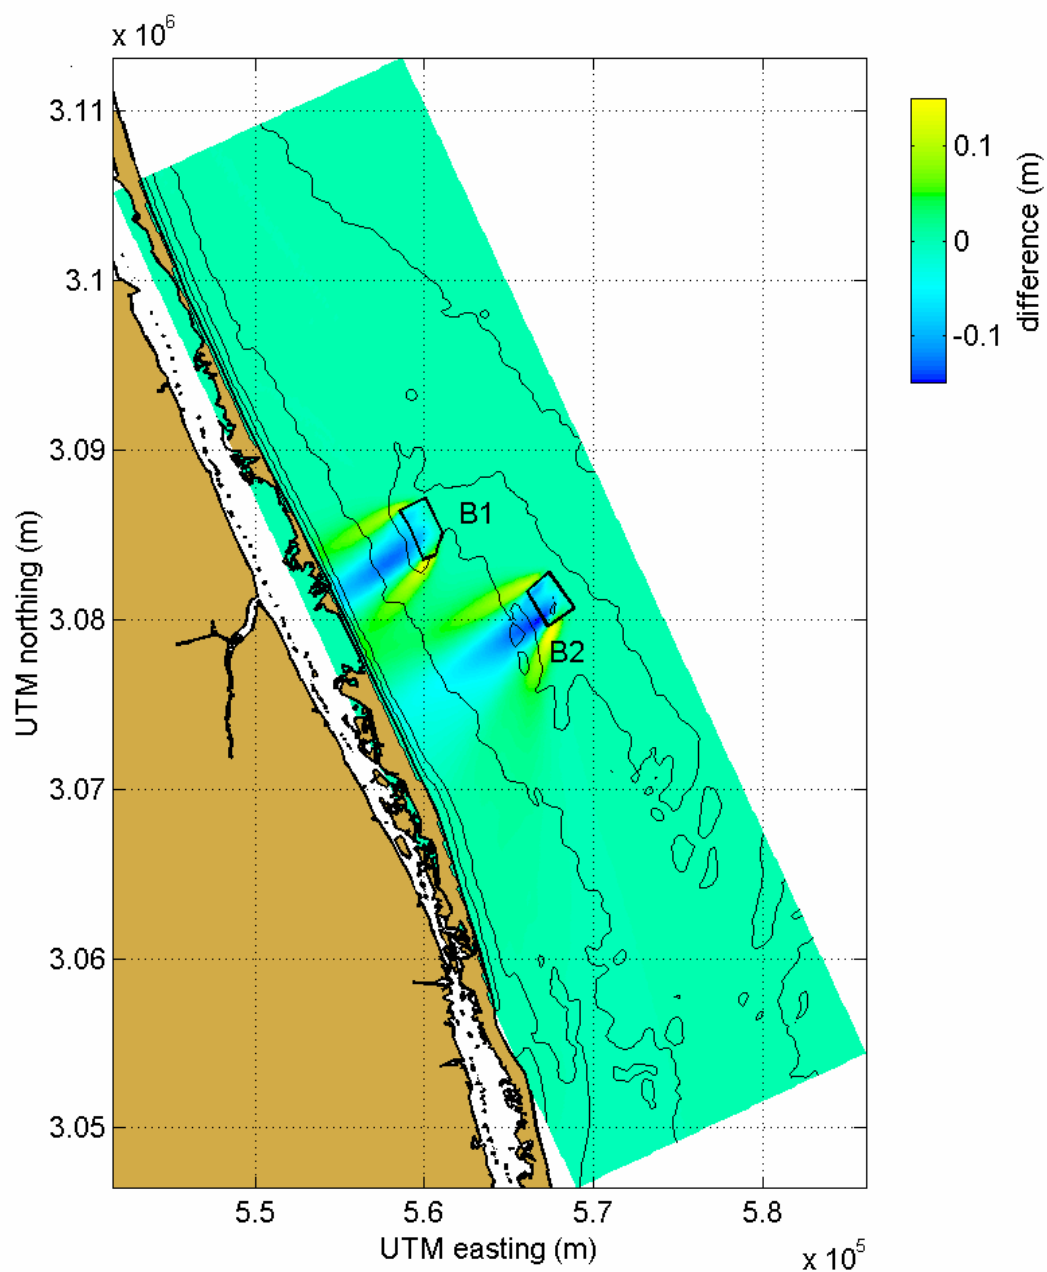 x 10^6
3.11
3.1
3.09
3.08
3.07
3.06
3.05
UTM northing (m)
B1
B2
5.5 5.6 5.7 5.8
UTM easting (m)
x 10^5
0.1
0
-0.1
difference (m)